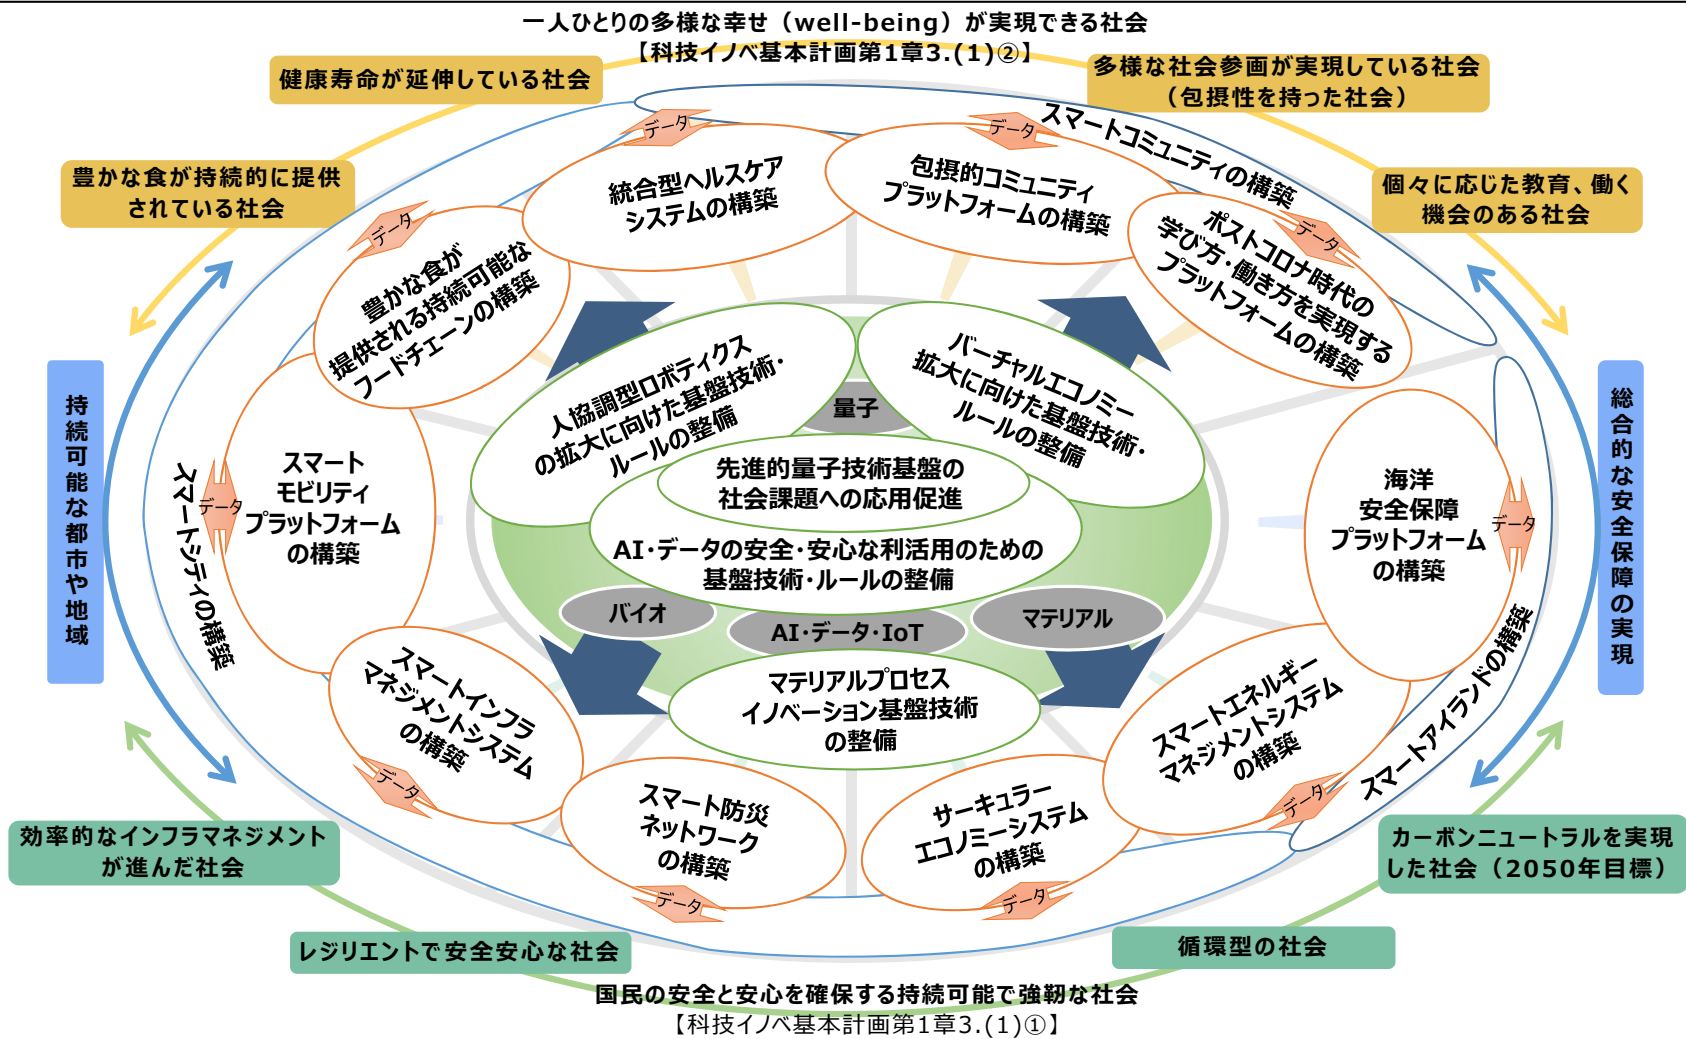 一人ひとりの多様な幸せ（well-being）が実現できる社会
【科技イノベ基本計画第1章3.(1)②】
健康寿命が延伸している社会
多様な社会参画が実現している社会
（包摂性を持った社会）
豊かな食が持続的に提供
されている社会
個々に応じた教育、働く
機会のある社会
スマートコミュニティの構築
データ
統合型ヘルスケア
システムの構築
データ
包摂的コミュニティ
プラットフォームの構築
データ
ポストコロナ時代の
学び方・働き方を実現する
プラットフォームの構築
データ
豊かな食が
提供される持続可能な
フードチェーンの構築
人協調型ロボティクス
の拡大に向けた基盤技術・
ルールの整備
量子
バーチャルエコノミー
拡大に向けた基盤技術・
ルールの整備
持続可能な都市や地域
スマートシティの構築
データ
スマート
モビリティ
プラットフォーム
の構築
先進的量子技術基盤の
社会課題への応用促進
AI・データの安全・安心な利活用のための
基盤技術・ルールの整備
海洋
安全保障
プラットフォーム
の構築
データ
総合的な安全保障の実現
スマートアイランドの構築
バイオ
AI・データ・IoT
マテリアル
スマートインフラ
マネジメントシステム
の構築
データ
マテリアルプロセス
イノベーション基盤技術
の整備
スマートエネルギー
マネジメントシステム
の構築
データ
スマート防災
ネットワーク
の構築
データ
サーキュラー
エコノミーシステム
の構築
データ
効率的なインフラマネジメント
が進んだ社会
カーボンニュートラルを実現
した社会（2050年目標）
レジリエントで安全安心な社会
循環型の社会
国民の安全と安心を確保する持続可能で強靭な社会
【科技イノベ基本計画第1章3.(1)①】